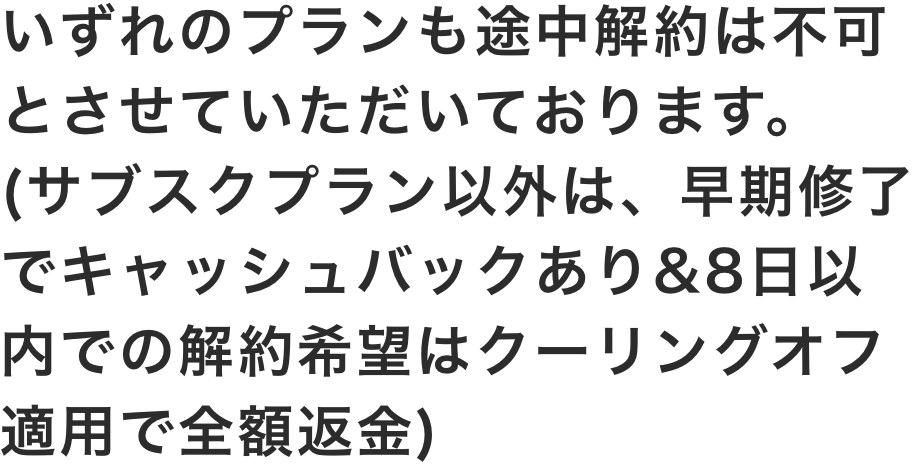 いずれのプランも途中解約は不可
とさせていただいております。
(サブスクプラン以外は、早期修了
でキャッシュバックあり&8日以
内での解約希望はクーリングオフ
適用で全額返金)